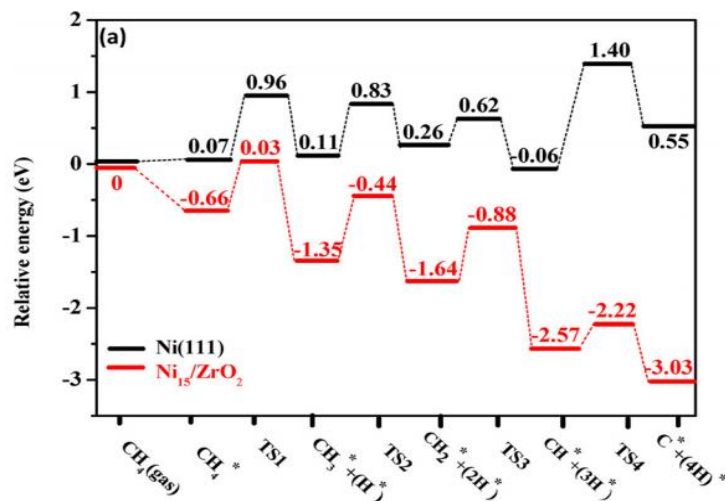 (a)
Relative energy (eV)
2
1
0
-1
-2
-3
0.07
0.96
0.11
0.83
0.26
0.62
-0.06
1.40
0.55
0
-0.66
0.03
-1.35
-0.44
-1.64
-0.88
-2.57
-2.22
-3.03
Ni(111)
Ni₁₅/ZrO₂
CH₄(gas)
CH₄*
TS1
CH₃*+(H*)
TS2
CH₂*+(2H*)
TS3
CH*+(3H*)
TS4
C*+(4H)*